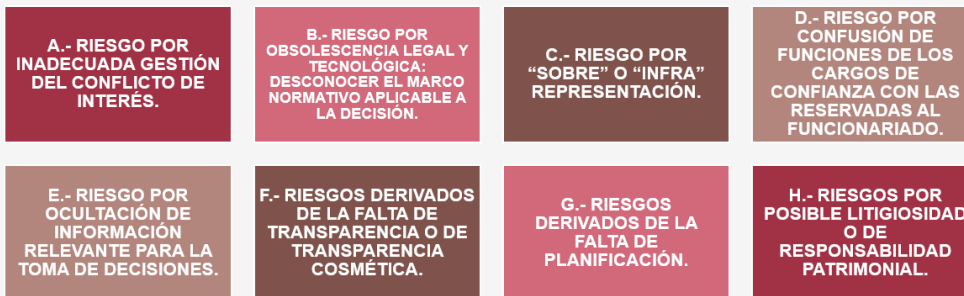 A.- RIESGO POR
INADECUADA GESTIÓN
DEL CONFLICTO DE
INTERÉS.
B.- RIESGO POR
OBSOLESCENCIA LEGAL Y
TECNOLÓGICA:
DESCONOCER EL MARCO
NORMATIVO APLICABLE A
LA DECISIÓN.
C.- RIESGO POR
“SOBRE” O “INFRA”
REPRESENTACIÓN.
D.- RIESGO POR
CONFUSIÓN DE
FUNCIONES DE LOS
CARGOS DE
CONFIANZA CON LAS
RESERVADAS AL
FUNCIONARIADO.
E.- RIESGO POR
OCULTACIÓN DE
INFORMACIÓN
RELEVANTE PARA LA
TOMA DE DECISIONES.
F.- RIESGOS DERIVADOS
DE LA FALTA DE
TRANSPARENCIA O DE
TRANSPARENCIA
COSMÉTICA.
G.- RIESGOS
DERIVADOS DE LA
FALTA DE
PLANIFICACIÓN.
H.- RIESGOS POR
POSIBLE LITIGIOSIDAD
O DE
RESPONSABILIDAD
PATRIMONIAL.